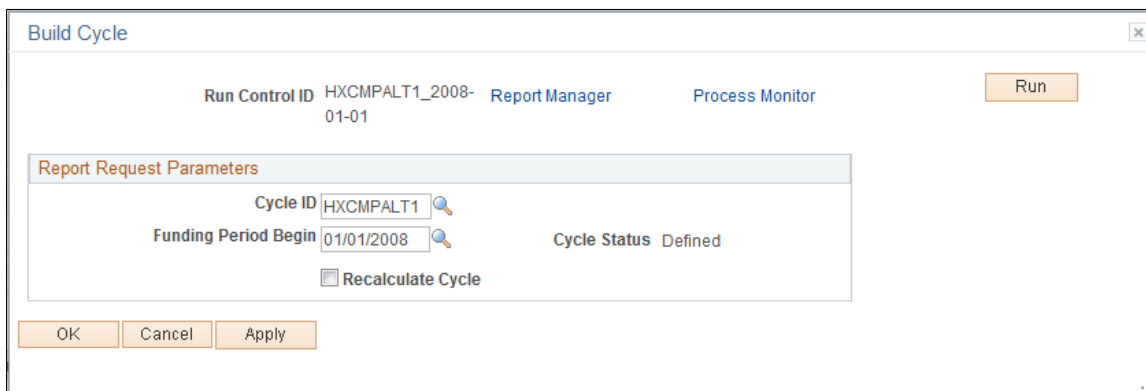 Build Cycle
Run Control ID HXCMPALT1_2008-01-01 Report Manager Process Monitor Run
Report Request Parameters
Cycle ID HXCMPALT1
Funding Period Begin 01/01/2008 Cycle Status Defined
Recalculate Cycle
OK Cancel Apply